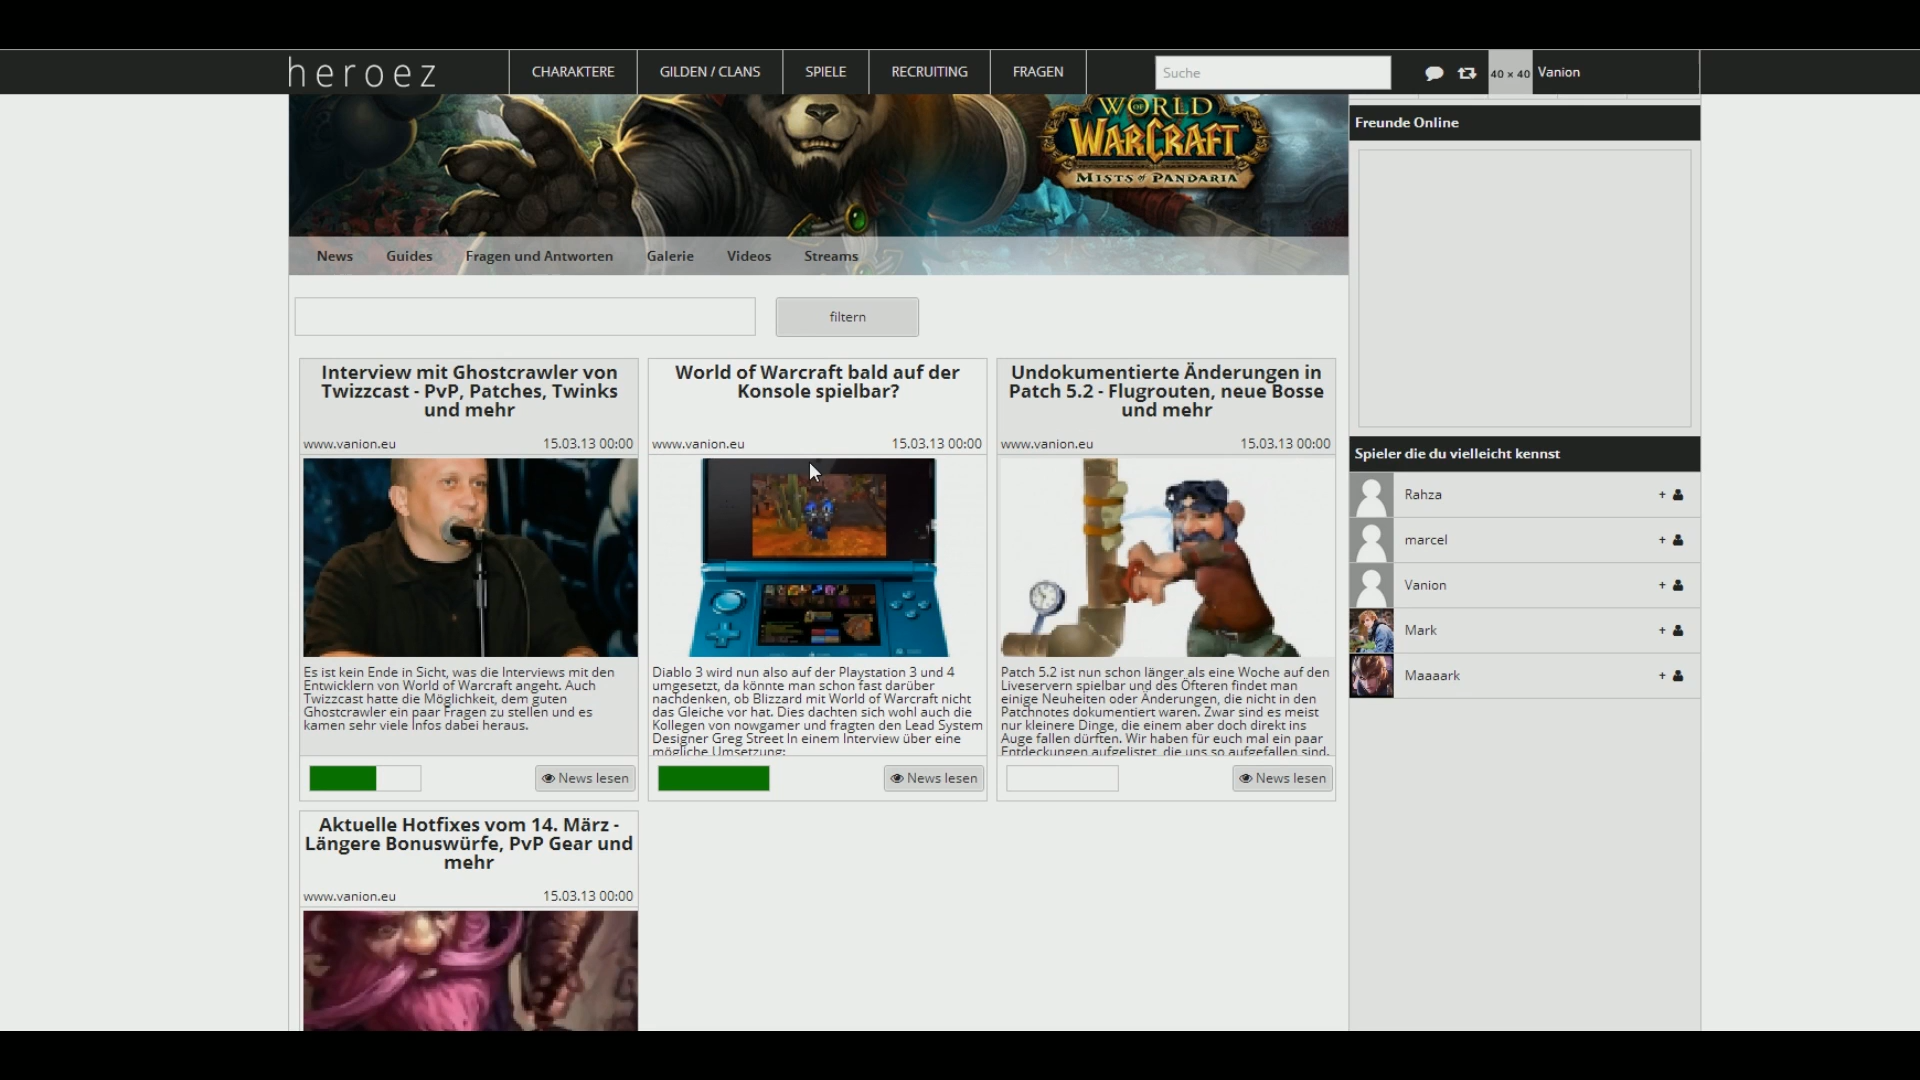 heroez
CHARAKTERE
GILDEN / CLANS
SPIELE
RECRUITING
FRAGEN
Suche
40 × 40
Vanion
WORLD OF
WARCRAFT
MISTS of PANDARIA
News
Guides
Fragen und Antworten
Galerie
Videos
Streams
filtern
Interview mit Ghostcrawler von
Twizzcast - PvP, Patches, Twinks
und mehr
www.vanion.eu
15.03.13 00:00
Es ist kein Ende in Sicht, was die Interviews mit den
Entwicklern von World of Warcraft angeht. Auch
Twizzcast hatte die Möglichkeit, dem guten
Ghostcrawler ein paar Fragen zu stellen und es
kamen sehr viele Infos dabei heraus.
News lesen
World of Warcraft bald auf der
Konsole spielbar?
www.vanion.eu
15.03.13 00:00
Diablo 3 wird nun also auf der Playstation 3 und 4
umgesetzt, da könnte man schon fast darüber
nachdenken, ob Blizzard mit World of Warcraft nicht
das Gleiche vor hat. Dies dachten sich wohl auch die
Kollegen von nowgamer und fragten den Lead System
Designer Greg Street In einem Interview über eine
mögliche Umsetzung:
News lesen
Undokumentierte Änderungen in
Patch 5.2 - Flugrouten, neue Bosse
und mehr
www.vanion.eu
15.03.13 00:00
Patch 5.2 ist nun schon länger als eine Woche auf den
Liveservern spielbar und des Öfteren findet man
einige Neuheiten oder Änderungen, die nicht in den
Patchnotes dokumentiert waren. Zwar sind es meist
nur kleinere Dinge, die einem aber doch direkt ins
Auge fallen dürften. Wir haben für euch mal ein paar
Entdeckungen aufgelistet, die uns so aufgefallen sind.
News lesen
Aktuelle Hotfixes vom 14. März -
Längere Bonuswürfe, PvP Gear und
mehr
www.vanion.eu
15.03.13 00:00
Freunde Online
Spieler die du vielleicht kennst
Rahza
+
marcel
+
Vanion
+
Mark
+
Maaaark
+